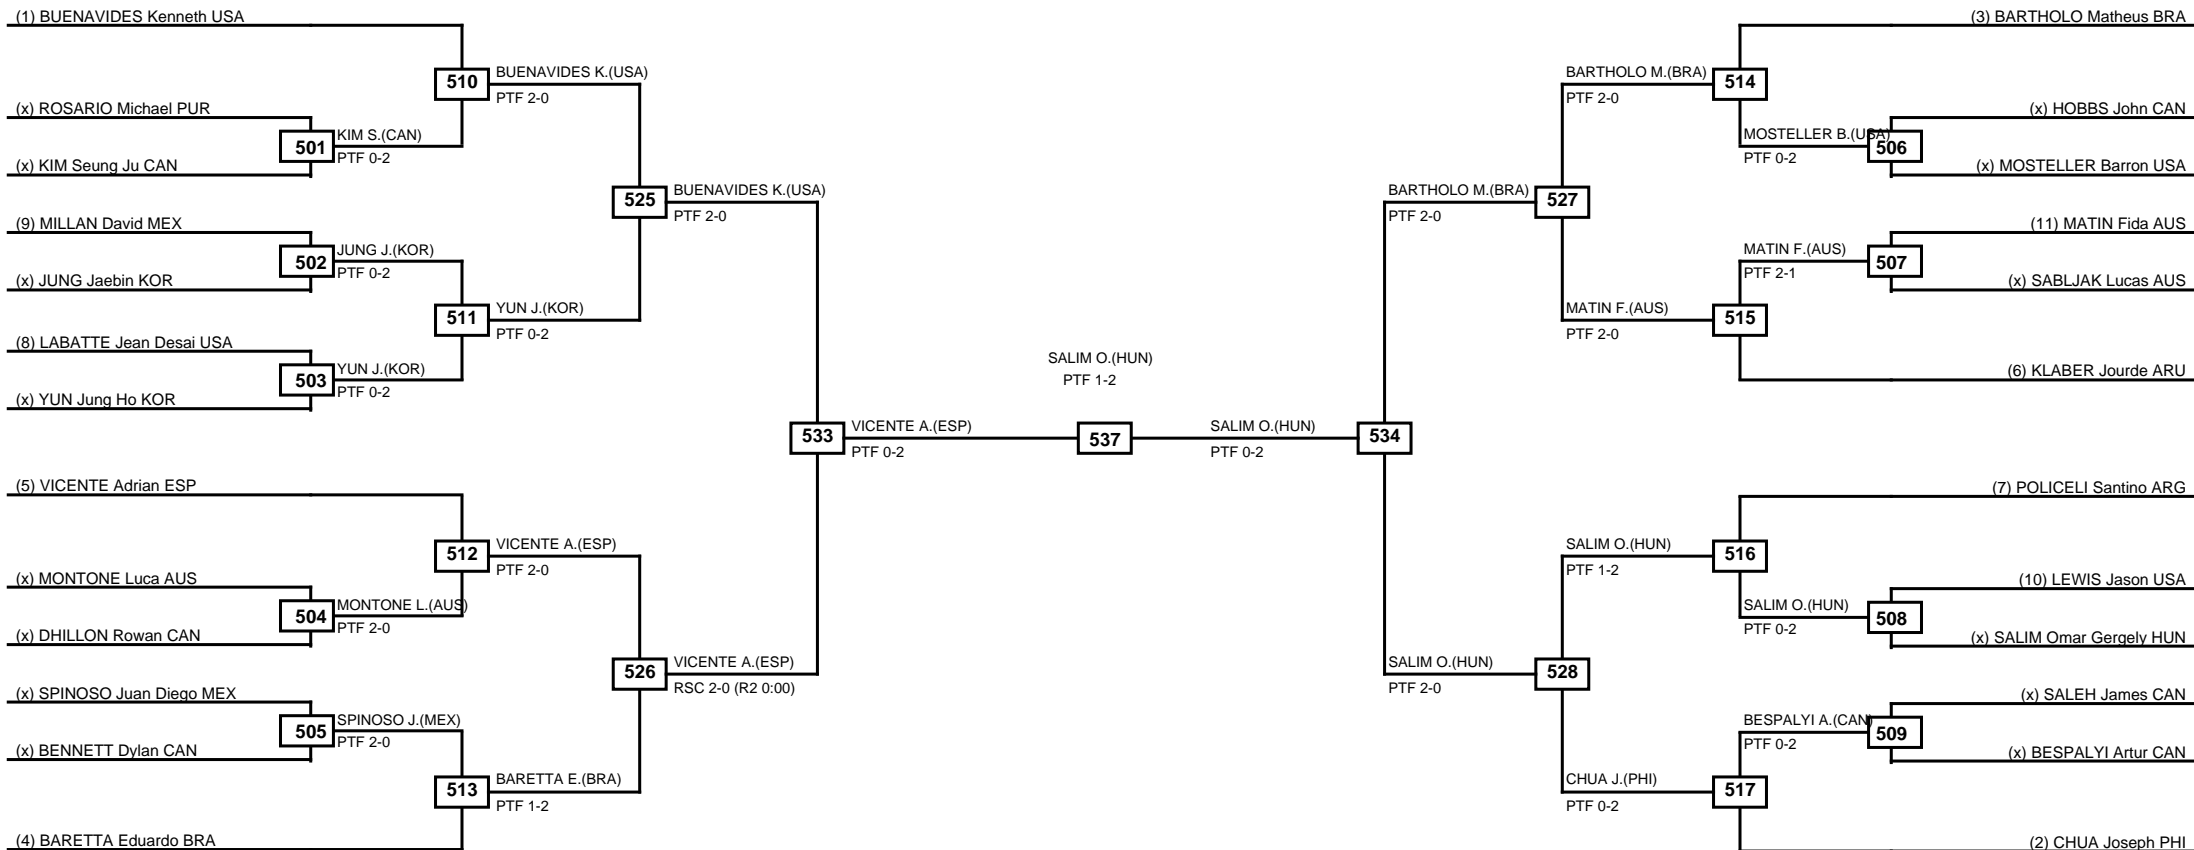 (1) BUENAVIDES Kenneth USA
(x) ROSARIO Michael PUR
(x) KIM Seung Ju CAN
(9) MILLAN David MEX
(x) JUNG Jaebin KOR
(8) LABATTE Jean Desai USA
(x) YUN Jung Ho KOR
(5) VICENTE Adrian ESP
(x) MONTONE Luca AUS
(x) DHILLON Rowan CAN
(x) SPINOSO Juan Diego MEX
(x) BENNETT Dylan CAN
(4) BARETTA Eduardo BRA
501
KIM S.(CAN)
PTF 0-2
502
JUNG J.(KOR)
PTF 0-2
503
YUN J.(KOR)
PTF 0-2
504
MONTONE L.(AUS)
PTF 2-0
505
SPINOSO J.(MEX)
PTF 2-0
510
BUENAVIDES K.(USA)
PTF 2-0
511
YUN J.(KOR)
PTF 0-2
512
VICENTE A.(ESP)
PTF 2-0
513
BARETTA E.(BRA)
PTF 1-2
525
BUENAVIDES K.(USA)
PTF 2-0
526
VICENTE A.(ESP)
RSC 2-0 (R2 0:00)
533
VICENTE A.(ESP)
PTF 0-2
SALIM O.(HUN)
PTF 1-2
537
SALIM O.(HUN)
PTF 0-2
534
BARTHOLO M.(BRA)
PTF 2-0
527
SALIM O.(HUN)
PTF 2-0
528
BARTHOLO M.(BRA)
PTF 2-0
514
MATIN F.(AUS)
PTF 2-0
515
SALIM O.(HUN)
PTF 1-2
516
CHUA J.(PHI)
PTF 0-2
517
MOSTELLER B.(USA)
PTF 0-2
506
MATIN F.(AUS)
PTF 2-1
507
SALIM O.(HUN)
PTF 0-2
508
BESPALYI A.(CAN)
PTF 0-2
509
(3) BARTHOLO Matheus BRA
(x) HOBBS John CAN
(x) MOSTELLER Barron USA
(11) MATIN Fida AUS
(x) SABLJAK Lucas AUS
(6) KLABER Jourde ARU
(7) POLICELI Santino ARG
(10) LEWIS Jason USA
(x) SALIM Omar Gergely HUN
(x) SALEH James CAN
(x) BESPALYI Artur CAN
(2) CHUA Joseph PHI